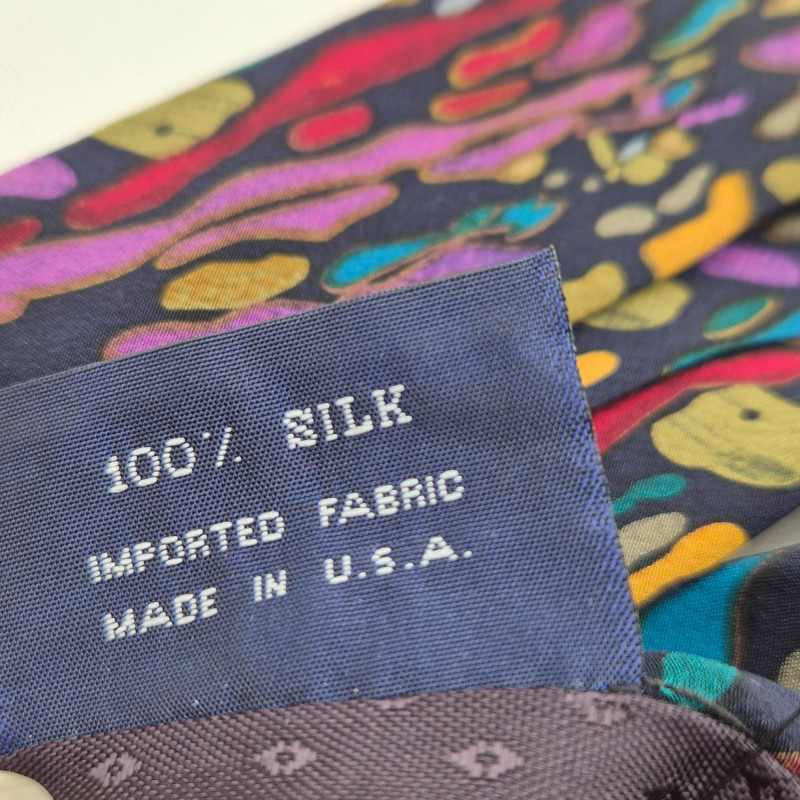 100% SILK
IMPORTED FABRIC
MADE IN U.S.A.